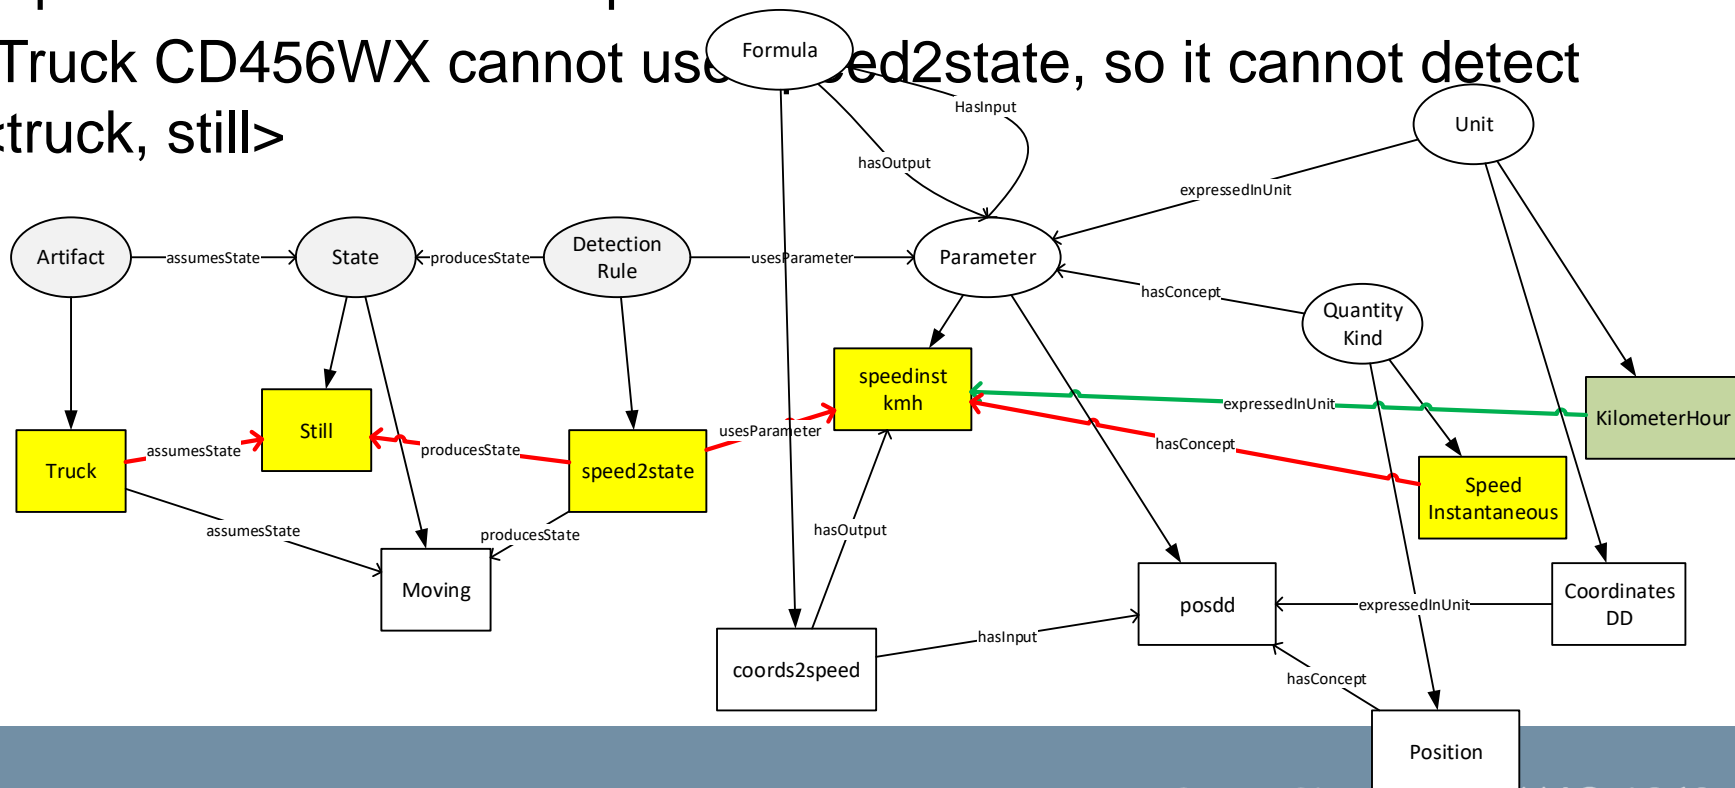 Truck CD456WX cannot use speed2state, so it cannot detect
<truck, still>
Formula
HasInput
Unit
hasOutput
expressedInUnit
Artifact
assumesState
State
producesState
Detection
Rule
usesParameter
Parameter
hasConcept
Quantity
Kind
speedinst
kmh
expressedInUnit
KilometerHour
Still
usesParameter
assumesState
producesState
hasConcept
Truck
speed2state
Speed
Instantaneous
assumesState
producesState
hasOutput
Moving
posdd
expressedInUnit
Coordinates
DD
hasInput
coords2speed
hasConcept
Position